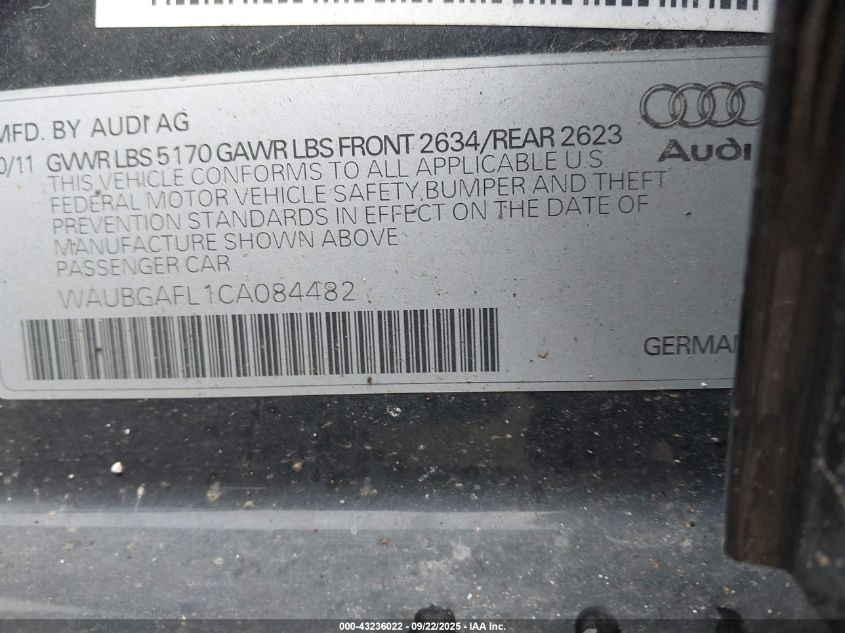 MFD. BY AUDI AG
0/11 GVWR LBS 5170 GAWR LBS FRONT 2634/REAR 2623
THIS VEHICLE CONFORMS TO ALL APPLICABLE U.S.
FEDERAL MOTOR VEHICLE SAFETY, BUMPER AND THEFT
PREVENTION STANDARDS IN EFFECT ON THE DATE OF
MANUFACTURE SHOWN ABOVE
PASSENGER CAR
WAUBGAFL1CA084482
Audi
GERMAN
000-43236022 - 09/22/2025 - IAA Inc.